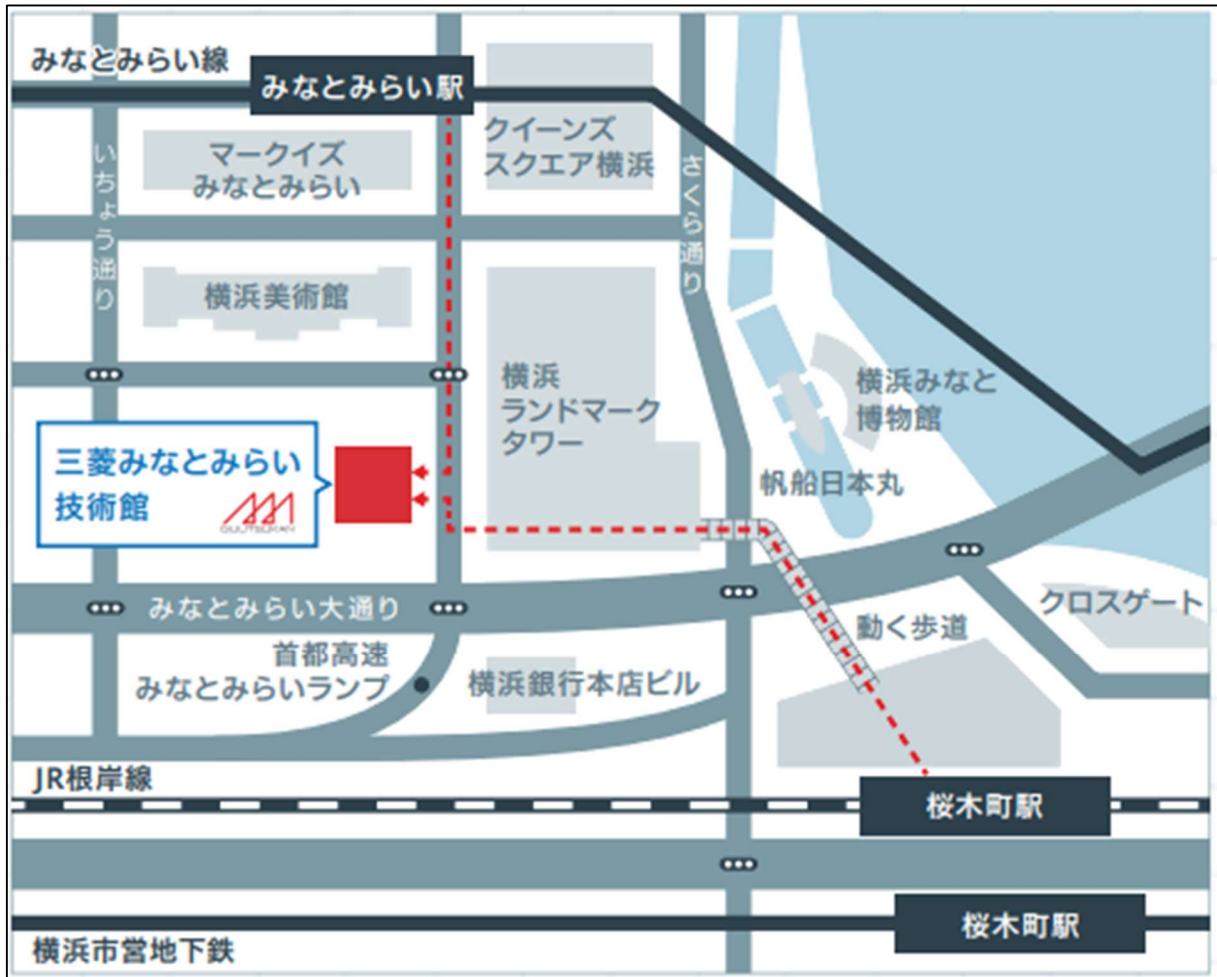 みなとみらい線
みなとみらい駅
クイーンズ
スクエア横浜
マークイズ
みなとみらい
いちょう通り
さくら通り
横浜美術館
横浜
ランドマーク
タワー
横浜みなと
博物館
三菱みなとみらい
技術館
帆船日本丸
みなとみらい大通り
クロスゲート
動く歩道
首都高速
みなとみらいランプ
横浜銀行本店ビル
JR根岸線
桜木町駅
桜木町駅
横浜市営地下鉄